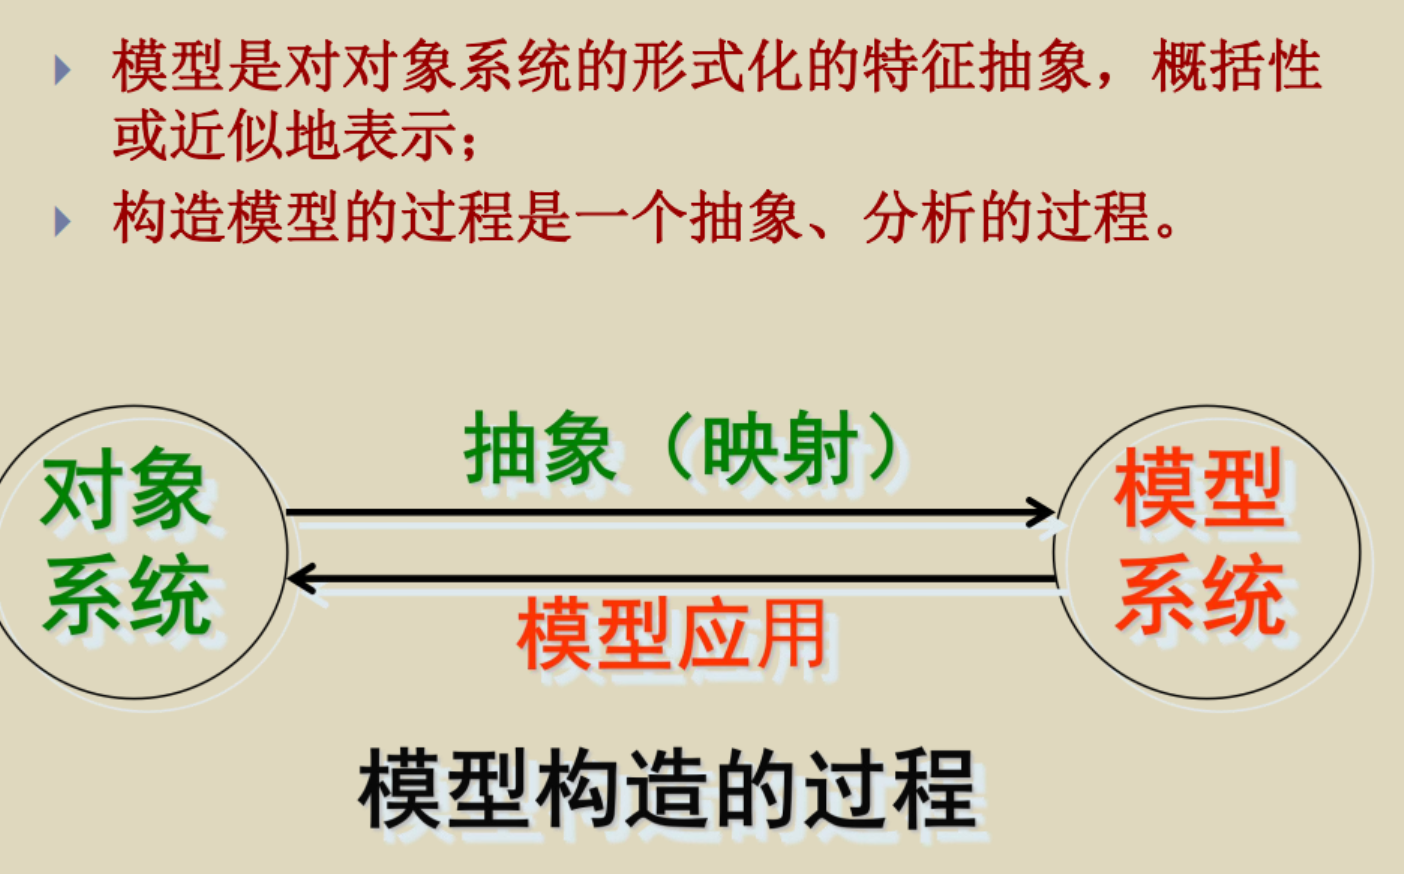 模型是对对象系统的形式化的特征抽象，概括性
或近似地表示；
构造模型的过程是一个抽象、分析的过程。
抽象（映射）
对象
系统
模型
系统
模型应用
模型构造的过程